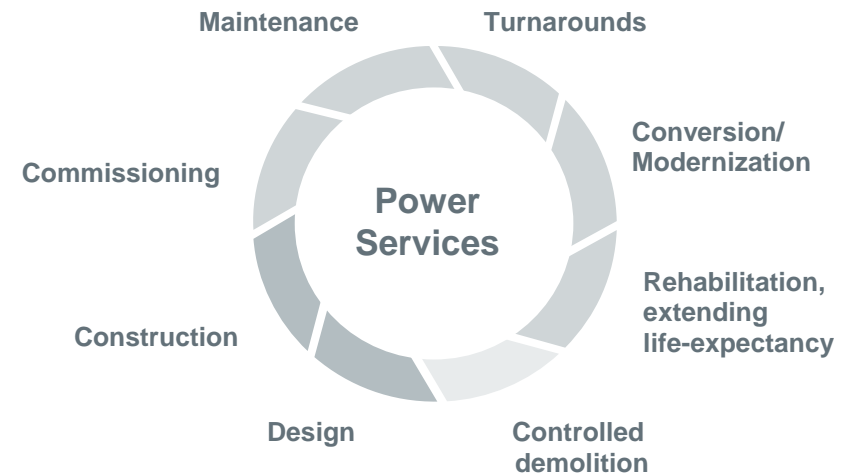 Maintenance
Turnarounds
Conversion/
Modernization
Commissioning
Power
Services
Rehabilitation,
extending
life-expectancy
Construction
Design
Controlled
demolition